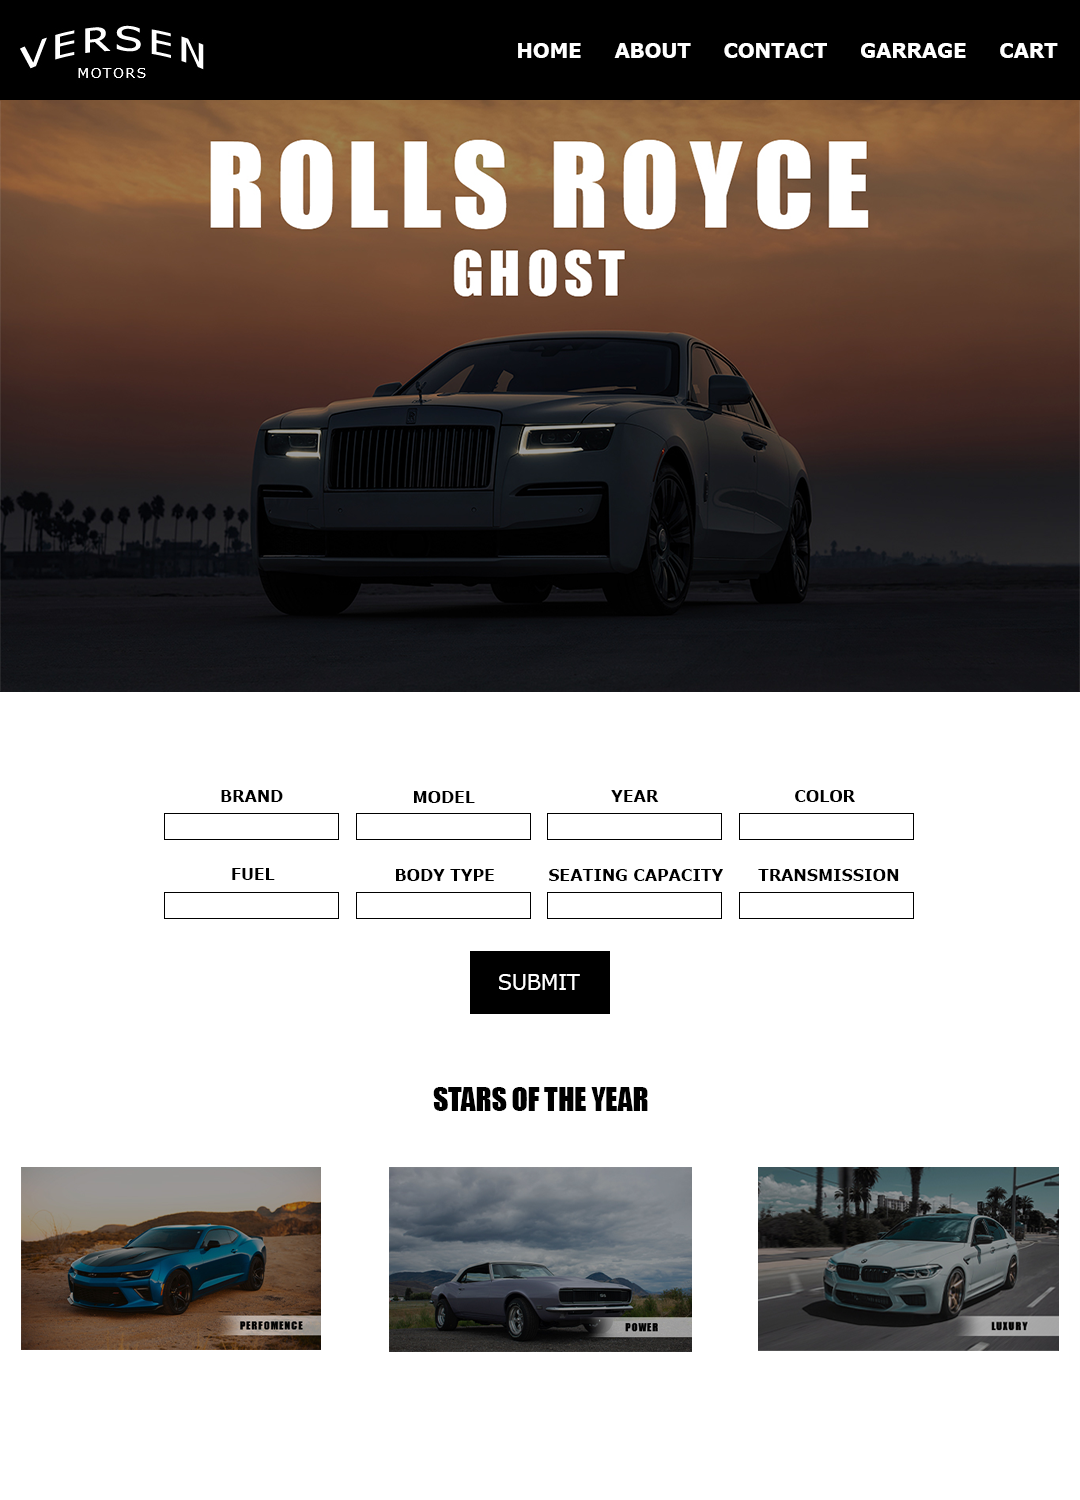 VERSEN
MOTORS
HOME ABOUT CONTACT GARRAGE CART
ROLLS ROYCE
GHOST
BRAND MODEL YEAR COLOR
FUEL BODY TYPE SEATING CAPACITY TRANSMISSION
SUBMIT
STARS OF THE YEAR
PERFOMENCE POWER LUXURY